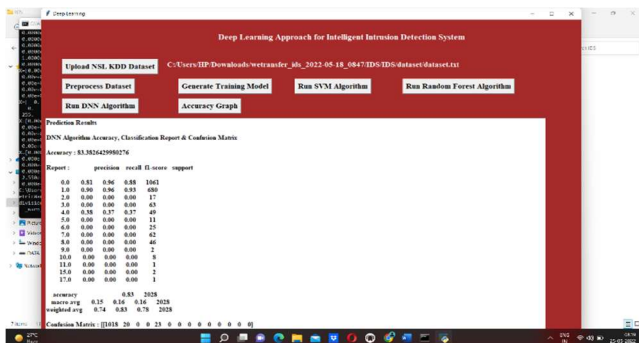 Deep Learning
Deep Learning Approach for Intelligent Intrusion Detection System
Upload NSL KDD Dataset C:/Users/HP/Downloads/wetransfer_ids_2022-05-18_0847/IDS/IDS/dataset/dataset.txt
Preprocess Dataset Generate Training Model Run SVM Algorithm Run Random Forest Algorithm
Run DNN Algorithm Accuracy Graph
Prediction Results
DNN Algorithm Accuracy, Classification Report & Confusion Matrix
Accuracy : 83.3826429980276
Report : precision recall f1-score support
0.0 0.81 0.96 0.88 1061
1.0 0.90 0.96 0.93 680
2.0 0.00 0.00 0.00 17
3.0 0.00 0.00 0.00 63
4.0 0.38 0.37 0.37 49
5.0 0.00 0.00 0.00 11
6.0 0.00 0.00 0.00 25
7.0 0.00 0.00 0.00 62
8.0 0.00 0.00 0.00 46
9.0 0.00 0.00 0.00 2
10.0 0.00 0.00 0.00 8
11.0 0.00 0.00 0.00 1
15.0 0.00 0.00 0.00 2
17.0 0.00 0.00 0.00 1
accuracy 0.83 2028
macro avg 0.15 0.16 0.16 2028
weighted avg 0.74 0.83 0.78 2028
Confusion Matrix : [[1018 20 0 0 23 0 0 0 0 0 0 0 0 0]
7 items
ENG
IN
25-05-2022